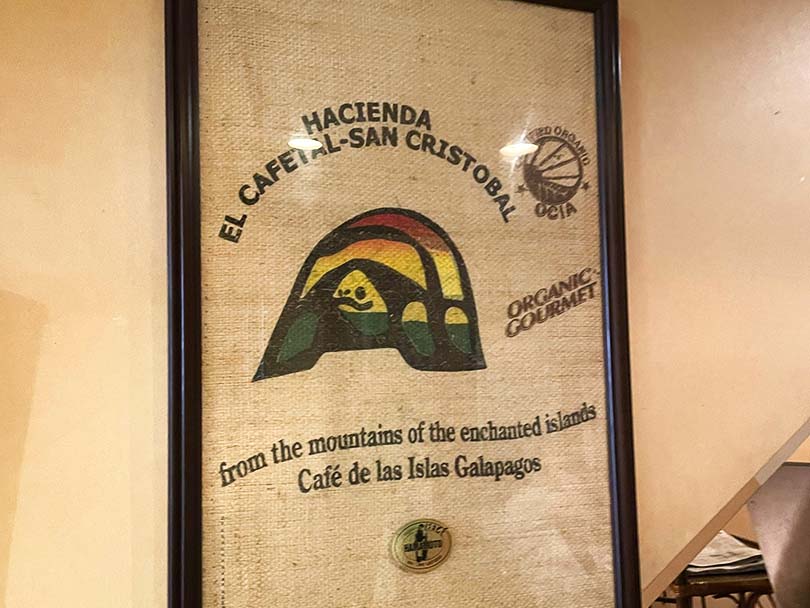 HACIENDA
EL CAFETAL-SAN CRISTOBAL
ORGANIC
OCIA
ORGANIC
GOURMET
from the mountains of the enchanted islands
Café de las Islas Galapagos